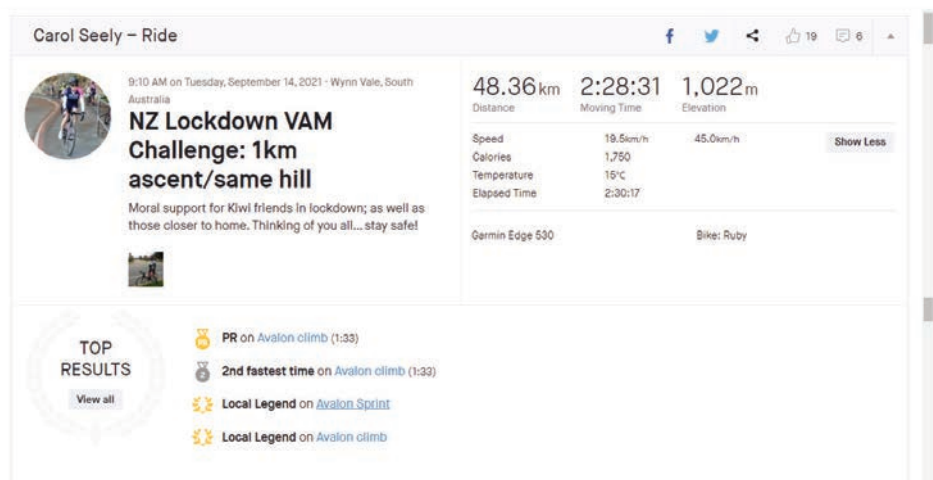 Carol Seely – Ride
19
6
9:10 AM on Tuesday, September 14, 2021 · Wynn Vale, South
Australia
NZ Lockdown VAM
Challenge: 1km
ascent/same hill
Moral support for Kiwi friends in lockdown; as well as
those closer to home. Thinking of you all... stay safe!
48.36km 2:28:31 1,022m
Distance Moving Time Elevation
Speed 19.5km/h 45.0km/h Show Less
Calories 1,750
Temperature 15°C
Elapsed Time 2:30:17
Garmin Edge 530 Bike: Ruby
TOP
RESULTS
View all
PR on Avalon climb (1:33)
2nd fastest time on Avalon climb (1:33)
Local Legend on Avalon Sprint
Local Legend on Avalon climb